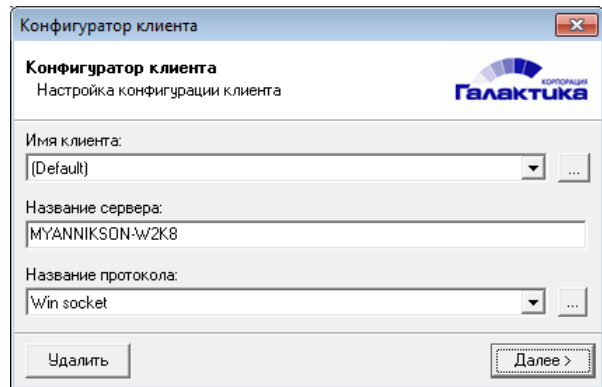 Конфигуратор клиента
Конфигуратор клиента
Настройка конфигурации клиента
КОРПОРАЦИЯ
Галактика
Имя клиента:
(Default)
...
Название сервера:
MYANNIKSON-W2K8
Название протокола:
Win socket
...
Удалить
Далее >